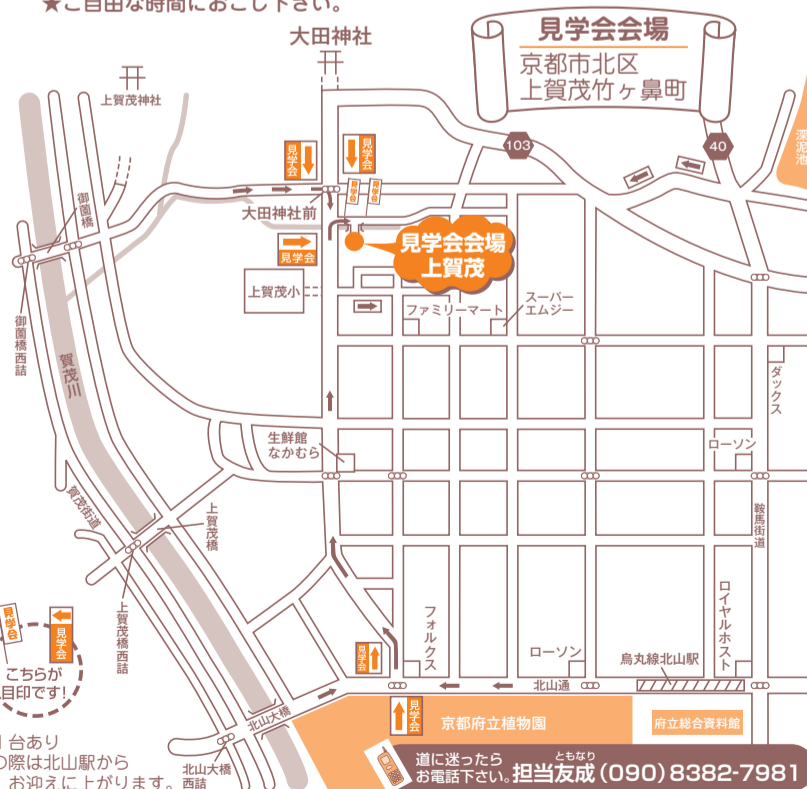 ★ご自由な時間におこし下さい。
見学会会場
京都市北区
上賀茂竹ヶ鼻町
大田神社
上賀茂神社
深泥池
103
40
見学会
見学会
見学会
見学会
御薗橋
大田神社前
見学会
見学会会場
上賀茂
上賀茂小
ファミリーマート
スーパー
エムジー
御薗橋西詰
賀茂川
ダックス
生鮮館
なかむら
ローソン
賀茂街道
上賀茂橋
鞍馬街道
上賀茂橋西詰
フォルクス
ロイヤルホスト
見学会
見学会
こちらが
目印です!
見学会
ローソン
烏丸線北山駅
北山通
北山大橋
見学会
京都府立植物園
府立総合資料館
台あり
の際は北山駅から
お迎えに上がります。
北山大橋
西詰
道に迷ったら
お電話下さい。
ともなり
担当友成(090)8382-7981